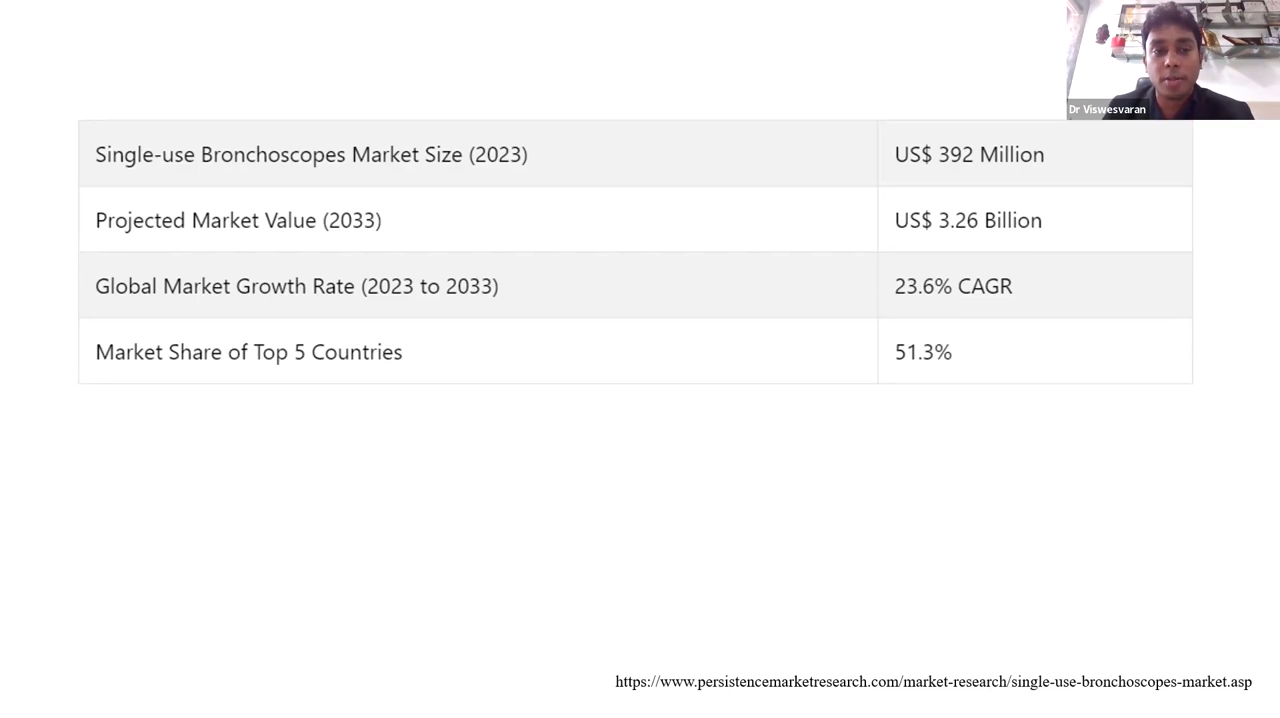 Dr Viswesvaran
Single-use Bronchoscopes Market Size (2023) US$ 392 Million
Projected Market Value (2033) US$ 3.26 Billion
Global Market Growth Rate (2023 to 2033) 23.6% CAGR
Market Share of Top 5 Countries 51.3%
https://www.persistencemarketresearch.com/market-research/single-use-bronchoscopes-market.asp